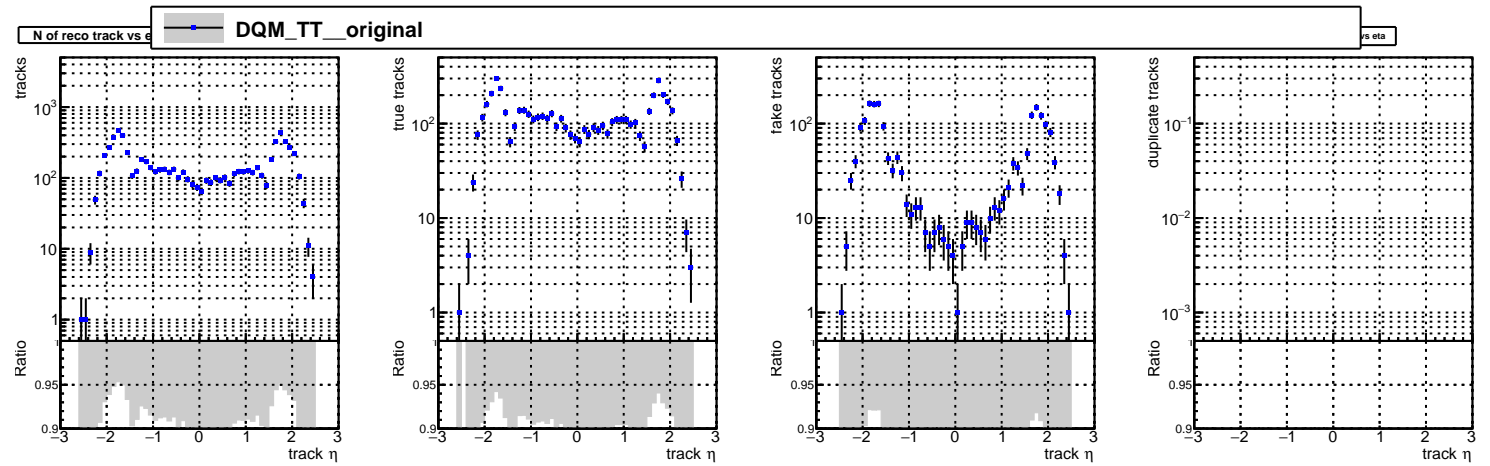 DQM_TT__original
N of reco track vs e
vs eta
tracks
10³
10²
10
1
Ratio
1
0.95
0.9
−3 −2 −1 0 1 2 3
track η
true tracks
10²
10
1
Ratio
1
0.95
0.9
−3 −2 −1 0 1 2 3
track η
fake tracks
10²
10
1
Ratio
1
0.95
0.9
−3 −2 −1 0 1 2 3
track η
duplicate tracks
10⁻¹
10⁻²
10⁻³
Ratio
1
0.95
0.9
−3 −2 −1 0 1 2 3
track η